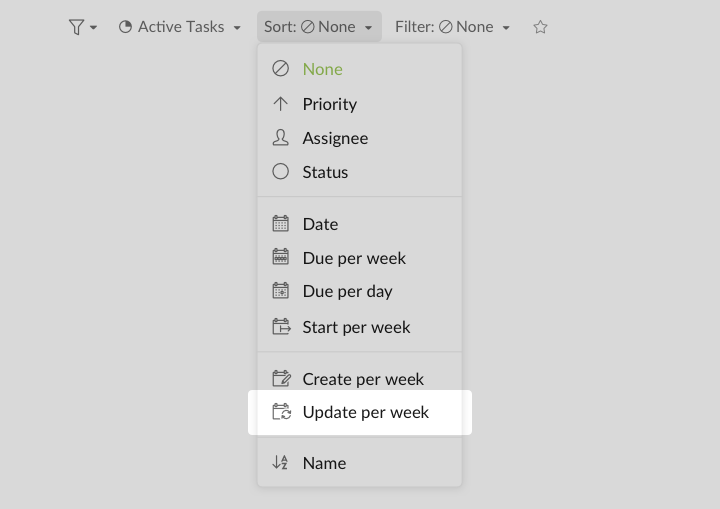 Active Tasks Sort: None Filter: None
None
Priority
Assignee
Status
Date
Due per week
Due per day
Start per week
Create per week
Update per week
Name